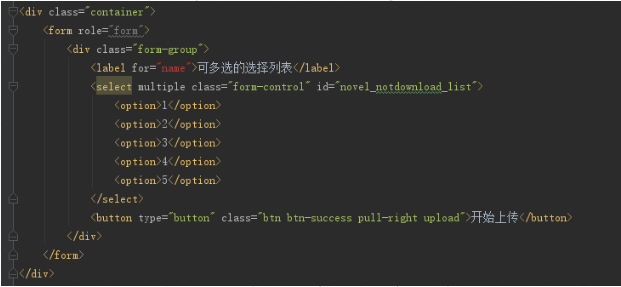 <div class="container">
<form role="form">
<div class="form-group">
<label for="name">可多选的选择列表</label>
<select multiple class="form-control" id="novel_notdownload_list">
<option>1</option>
<option>2</option>
<option>3</option>
<option>4</option>
<option>5</option>
</select>
<button type="button" class="btn btn-success pull-right upload">开始上传</button>
</div>
</form>
</div>